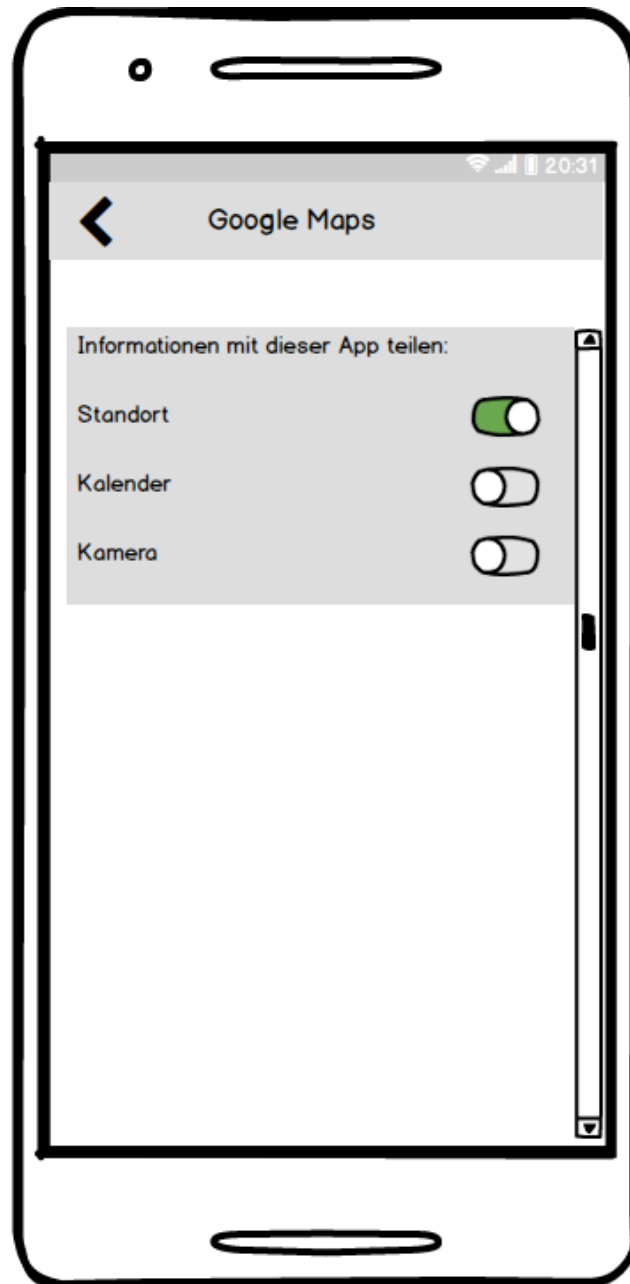 20:31
Google Maps
Informationen mit dieser App teilen:
Standort
Kalender
Kamera